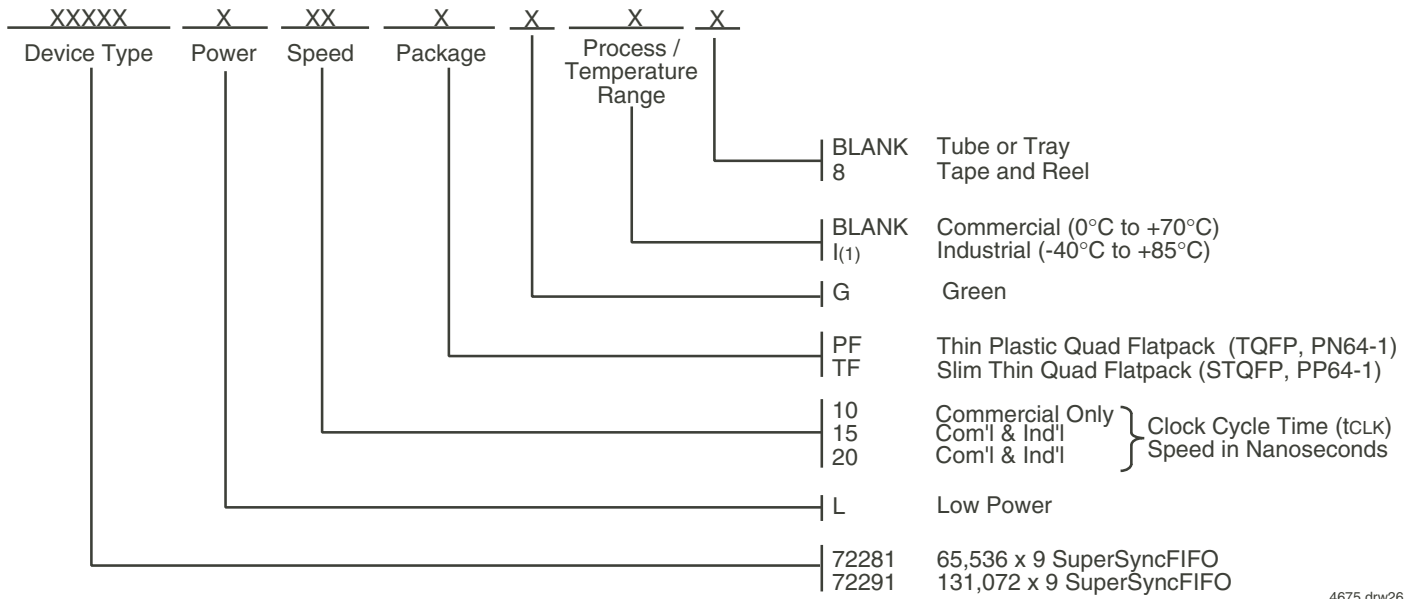 XXXXX X XX X X X X
Device Type Power Speed Package Process /
Temperature
Range
BLANK Tube or Tray
8 Tape and Reel
BLANK Commercial (0°C to +70°C)
I(1) Industrial (-40°C to +85°C)
G Green
PF Thin Plastic Quad Flatpack (TQFP, PN64-1)
TF Slim Thin Quad Flatpack (STQFP, PP64-1)
10 Commercial Only
15 Com'l & Ind'l
20 Com'l & Ind'l
Clock Cycle Time (tCLK)
Speed in Nanoseconds
L Low Power
72281 65,536 x 9 SuperSyncFIFO
72291 131,072 x 9 SuperSyncFIFO
4675 drw26